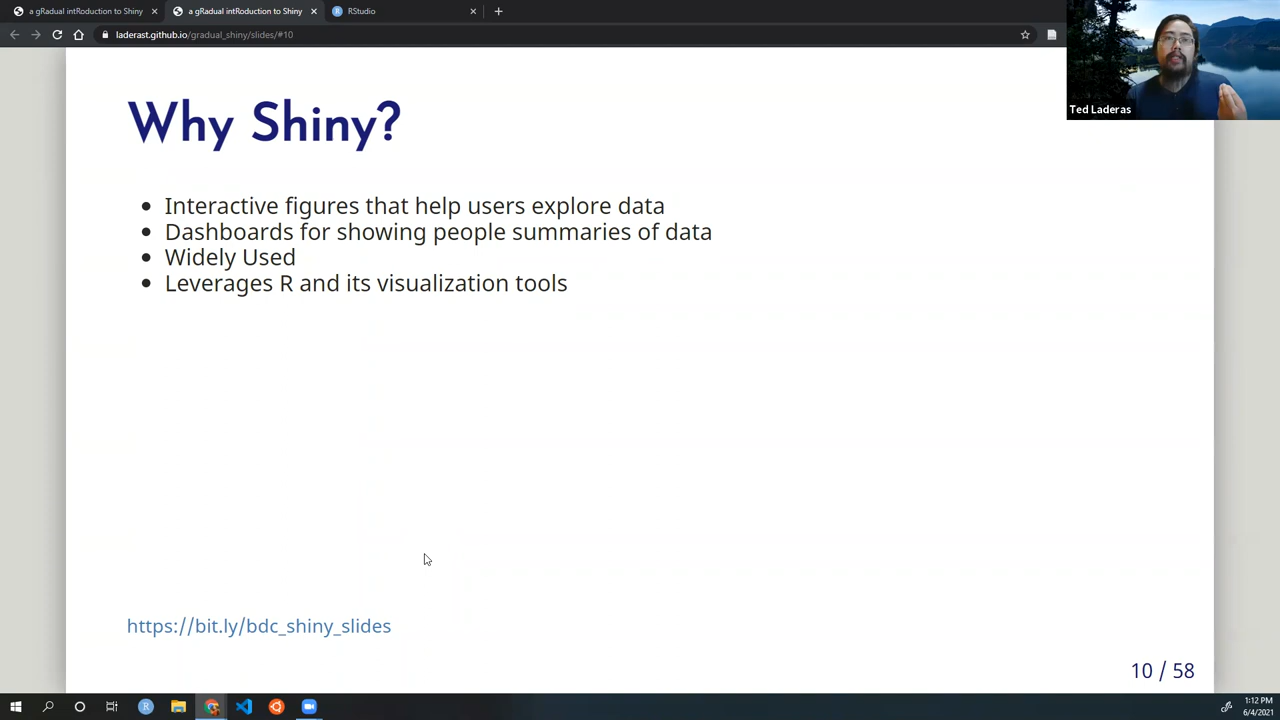 a gRadual intRoduction to Shiny
a gRadual intRoduction to Shiny
RStudio
laderast.github.io/gradual_shiny/slides/#10
Ted Laderas
Why Shiny?
Interactive figures that help users explore data
Dashboards for showing people summaries of data
Widely Used
Leverages R and its visualization tools
https://bit.ly/bdc_shiny_slides
10 / 58
1:12 PM
6/4/2021